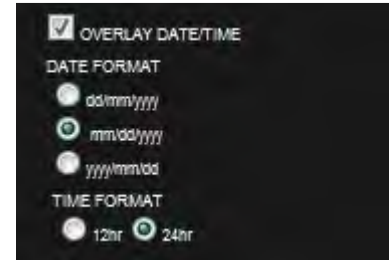 OVERLAY DATE/TIME
DATE FORMAT
dd/mm/yyyy
mm/dd/yyyy
yyyy/mm/dd
TIME FORMAT
12hr 24hr